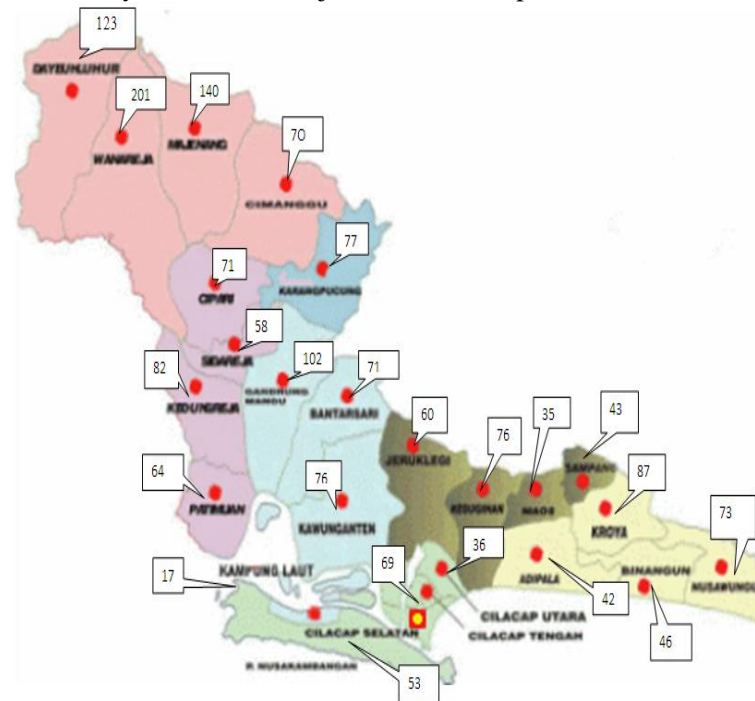 123
DAYEUHLUHUR
201
WANAREJA
140
MAJENANG
70
CIMANGGU
77
KARANGPUCUNG
71
CIPARI
58
SIDAREJA
102
GANDRUNG
MANGU
82
KEDUNGREJA
71
BANTARSARI
60
JERUKLEGI
76
KESUGIHAN
35
MAOS
43
SAMPANG
87
KROYA
64
PATIMUAN
76
KAWUNGANTEN
73
NUSAWUNGU
17
KAMPUNG LAUT
69
36
ADIPALA
42
BINANGUN
46
CILACAP UTARA
CILACAP TENGAH
CILACAP SELATAN
P. NUSAKAMBANGAN
53